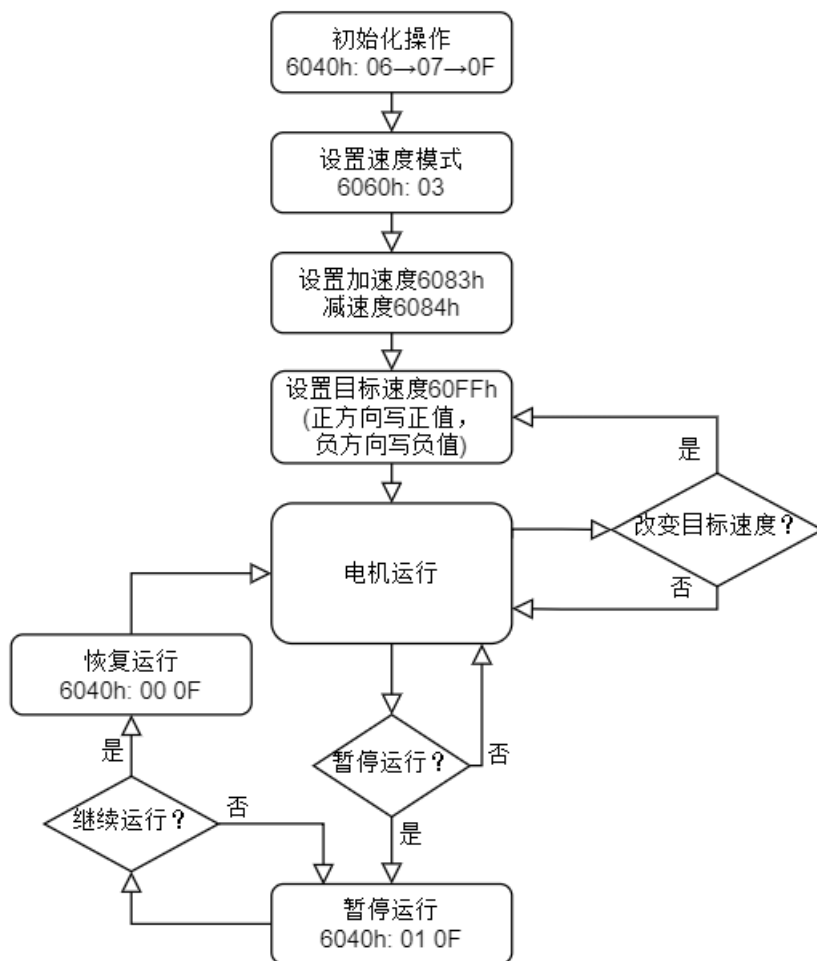 初始化操作
6040h: 06→07→0F
设置速度模式
6060h: 03
设置加速度6083h
减速度6084h
设置目标速度60FFh
(正方向写正值，
负方向写负值)
是
改变目标速度？
否
电机运行
恢复运行
6040h: 00 0F
是
暂停运行？
否
继续运行？
否
是
暂停运行
6040h: 01 0F